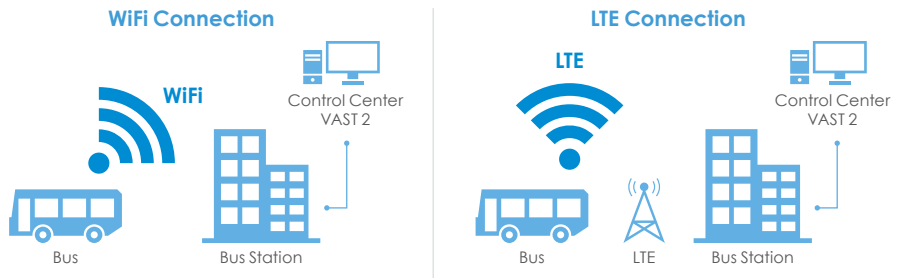 WiFi Connection
WiFi
Control Center
VAST 2
Bus
Bus Station
LTE Connection
LTE
Control Center
VAST 2
Bus
LTE
Bus Station